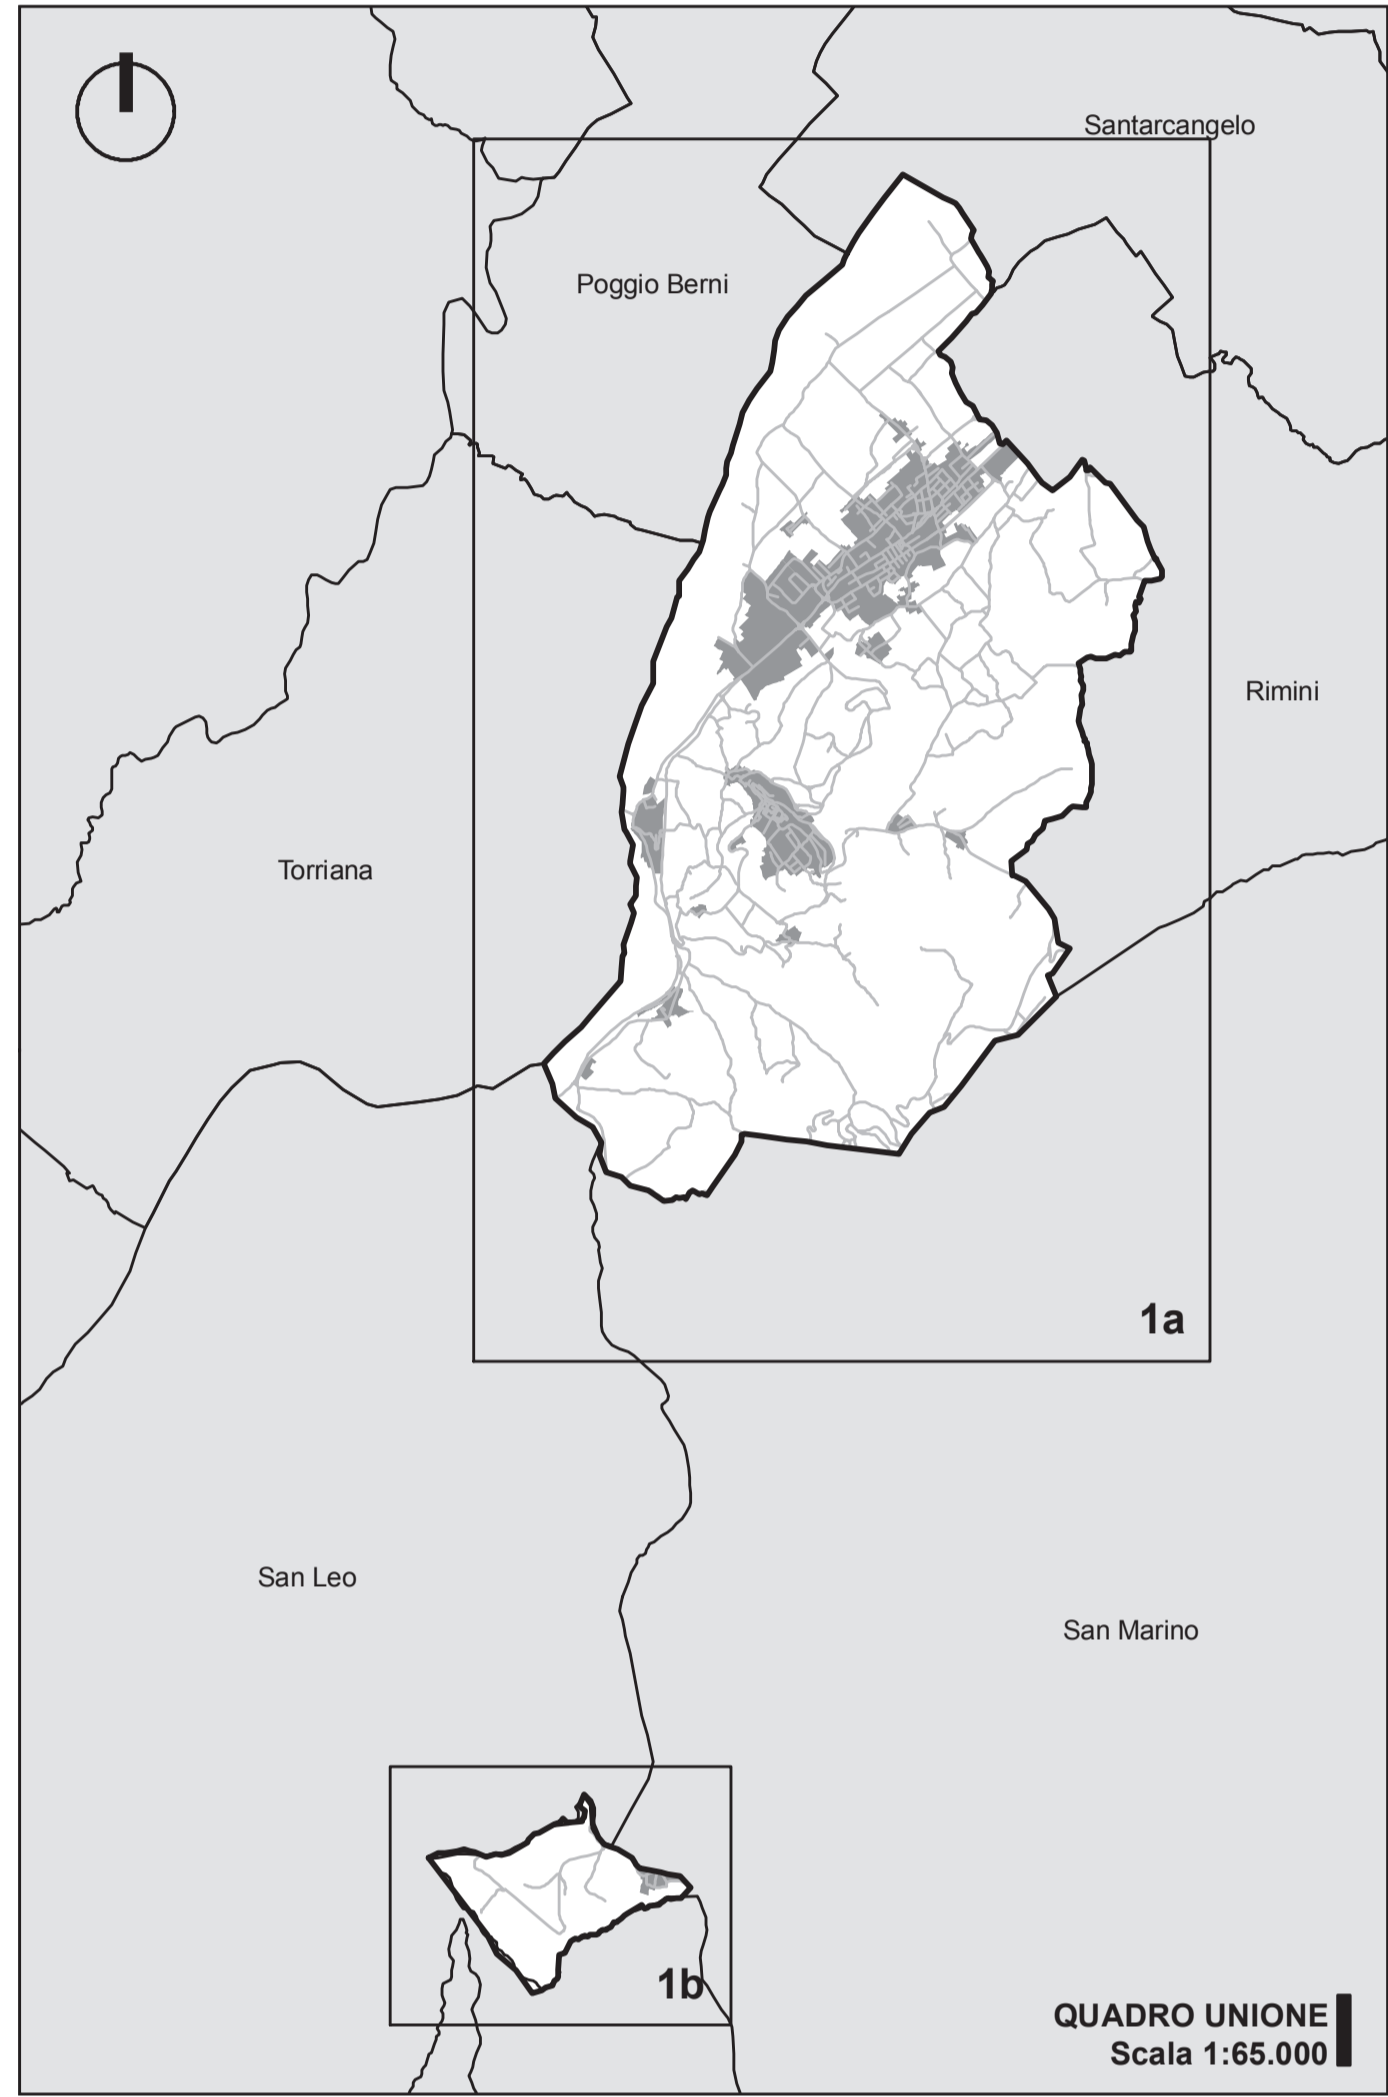 Santarcangelo
Poggio Berni
Rimini
Torriana
1a
San Leo
San Marino
1b
QUADRO UNIONE
Scala 1:65.000